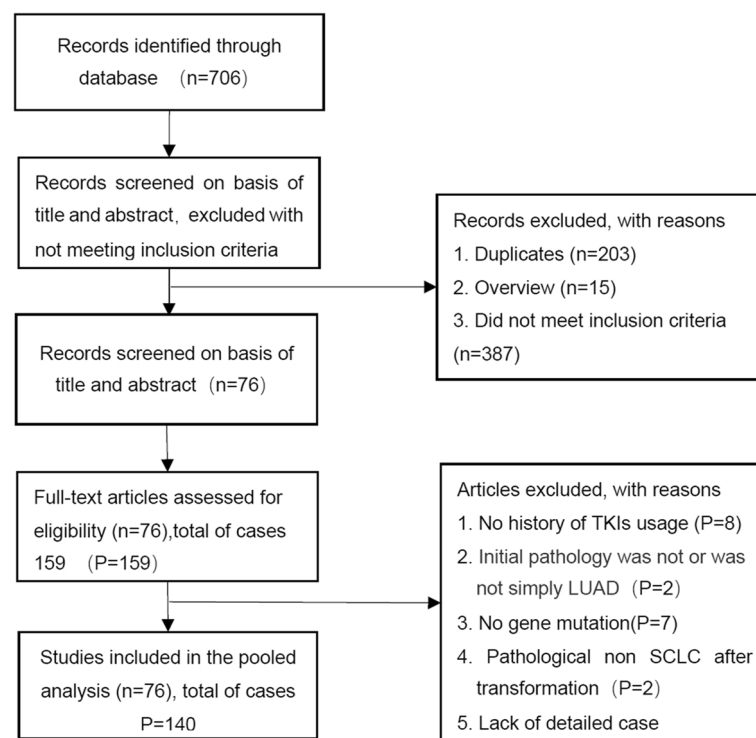 Records identified through
database （n=706）
Records screened on basis of
title and abstract, excluded with
not meeting inclusion criteria
Records excluded, with reasons
1. Duplicates (n=203)
2. Overview (n=15)
3. Did not meet inclusion criteria
(n=387)
Records screened on basis of
title and abstract（n=76）
Full-text articles assessed for
eligibility (n=76),total of cases
159 （P=159）
Articles excluded, with reasons
1. No history of TKIs usage (P=8)
2. Initial pathology was not or was
not simply LUAD（P=2）
3. No gene mutation(P=7)
4. Pathological non SCLC after
transformation（P=2）
5. Lack of detailed case
Studies included in the pooled
analysis (n=76), total of cases
P=140